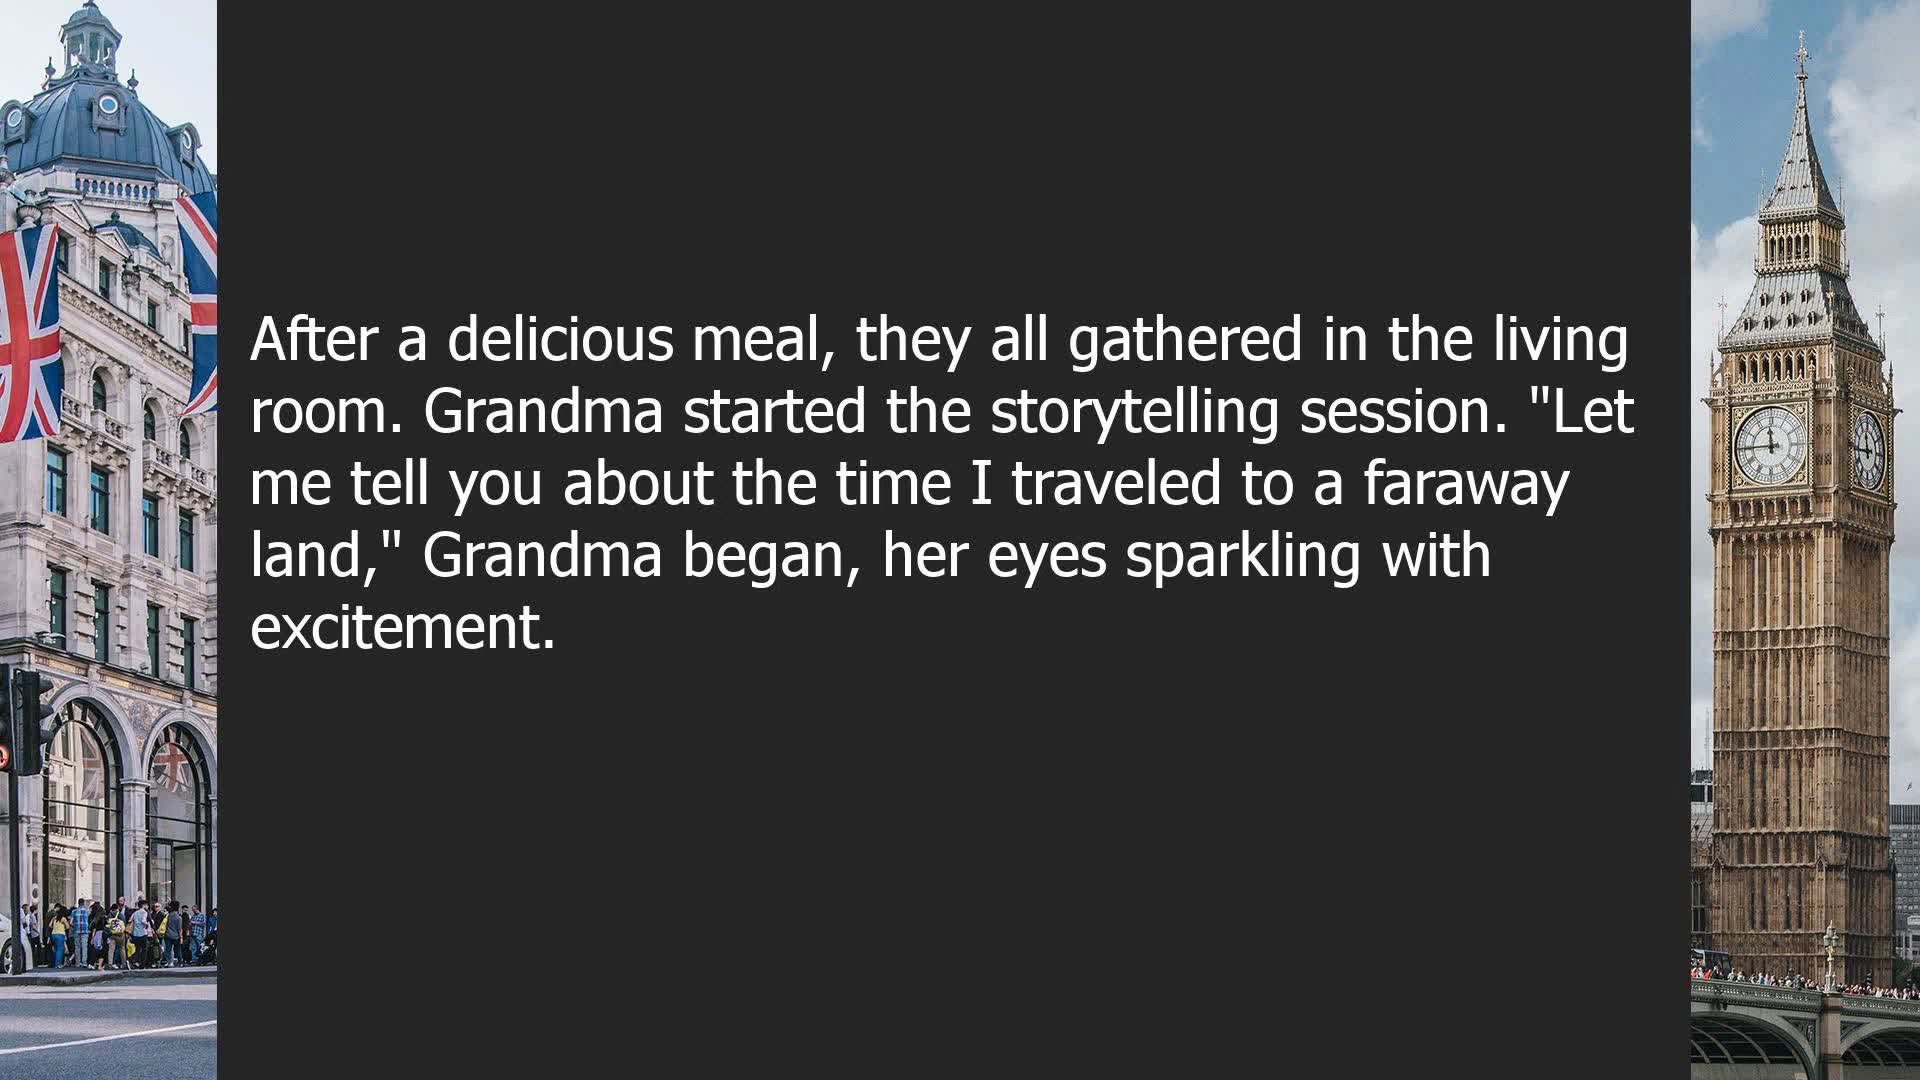 After a delicious meal, they all gathered in the living
room. Grandma started the storytelling session. "Let
me tell you about the time I traveled to a faraway
land," Grandma began, her eyes sparkling with
excitement.